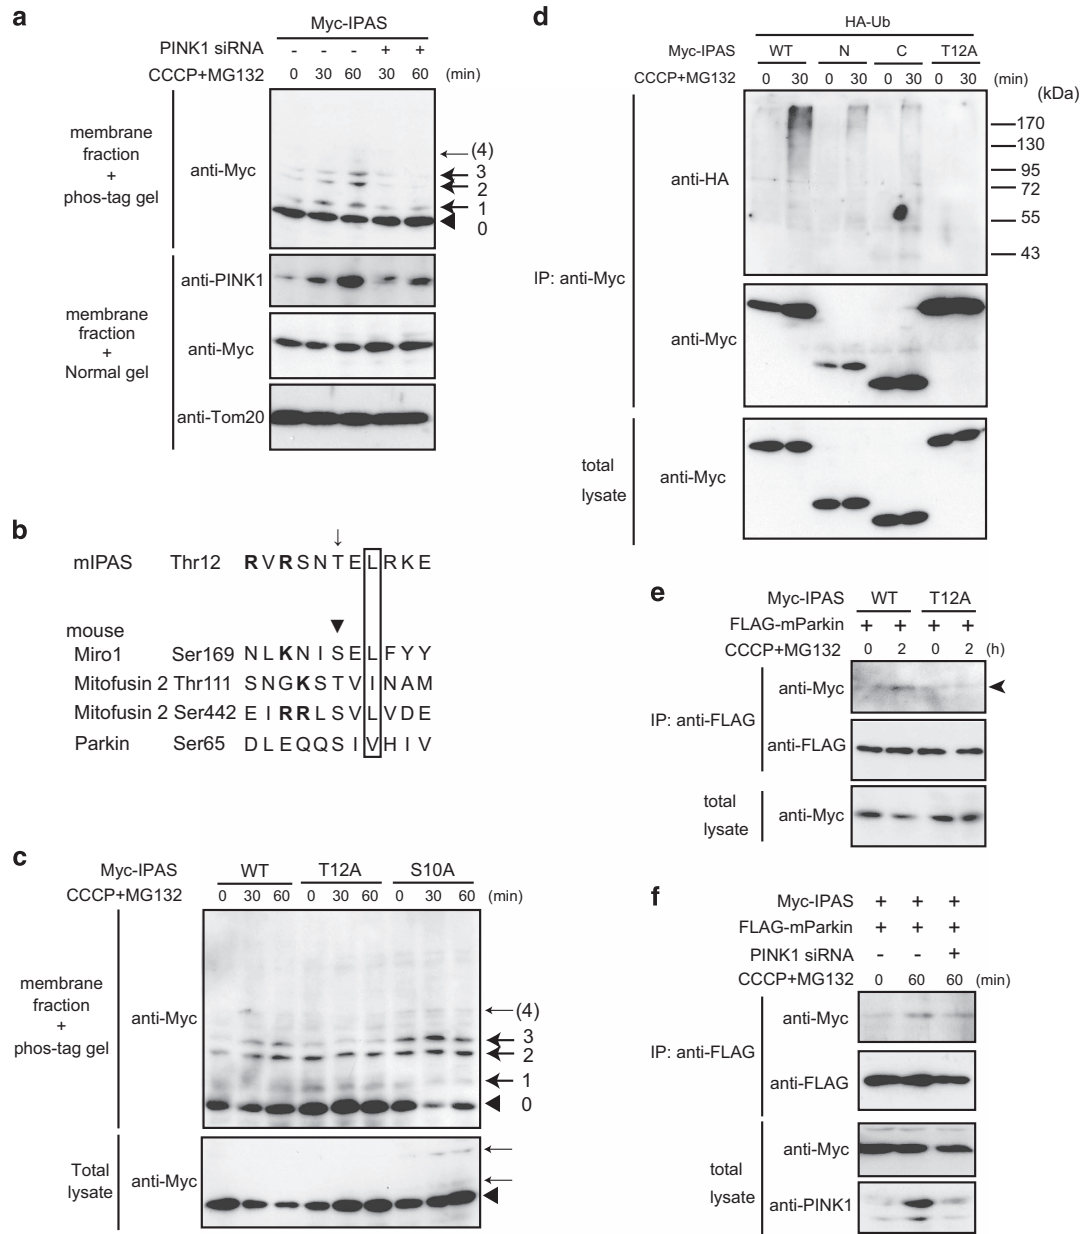 a
Myc-IPAS
PINK1 siRNA - - - + +
CCCP+MG132 0 30 60 30 60 (min)
membrane
fraction
+
phos-tag gel
anti-Myc
(4)
3
2
1
0
membrane
fraction
+
Normal gel
anti-PINK1
anti-Myc
anti-Tom20
b
mIPAS Thr12 R V R S N T E L R K E
mouse
Miro1 Ser169 N L K N I S E L F Y Y
Mitofusin 2 Thr111 S N G K S T V I N A M
Mitofusin 2 Ser442 E I R R L S V L V D E
Parkin Ser65 D L E Q Q S I V H I V
c
Myc-IPAS WT T12A S10A
CCCP+MG132 0 30 60 0 30 60 0 30 60 (min)
membrane
fraction
+
phos-tag gel
anti-Myc
(4)
3
2
1
0
Total
lysate
anti-Myc
d
HA-Ub
Myc-IPAS WT N C T12A
CCCP+MG132 0 30 0 30 0 30 0 30 (min)
(kDa)
IP: anti-Myc
anti-HA
170
130
95
72
55
43
anti-Myc
total
lysate
anti-Myc
e
Myc-IPAS WT T12A
FLAG-mParkin + + + +
CCCP+MG132 0 2 0 2 (h)
IP: anti-FLAG
anti-Myc
anti-FLAG
total
lysate
anti-Myc
f
Myc-IPAS + + +
FLAG-mParkin + + +
PINK1 siRNA - - +
CCCP+MG132 0 60 60 (min)
IP: anti-FLAG
anti-Myc
anti-FLAG
total
lysate
anti-Myc
anti-PINK1